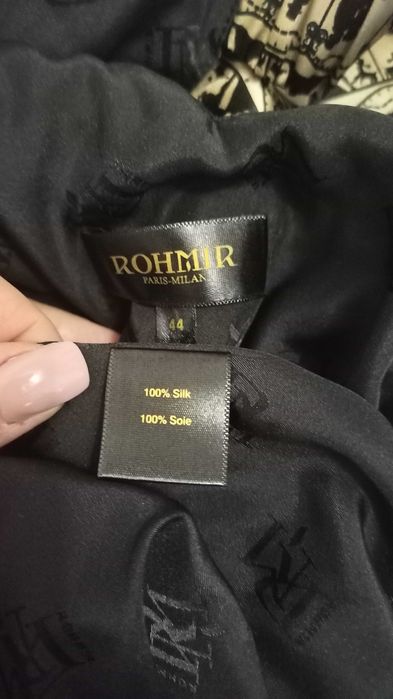 ROHMIR
PARIS-MILAN
44
100% Silk
100% Soie